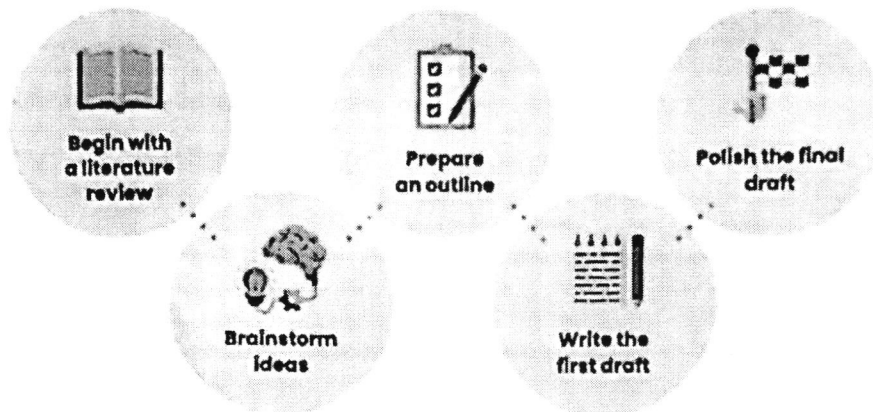 Begin with
a literature
review
Brainstorm
ideas
Prepare
an outline
Write the
first draft
Polish the final
draft